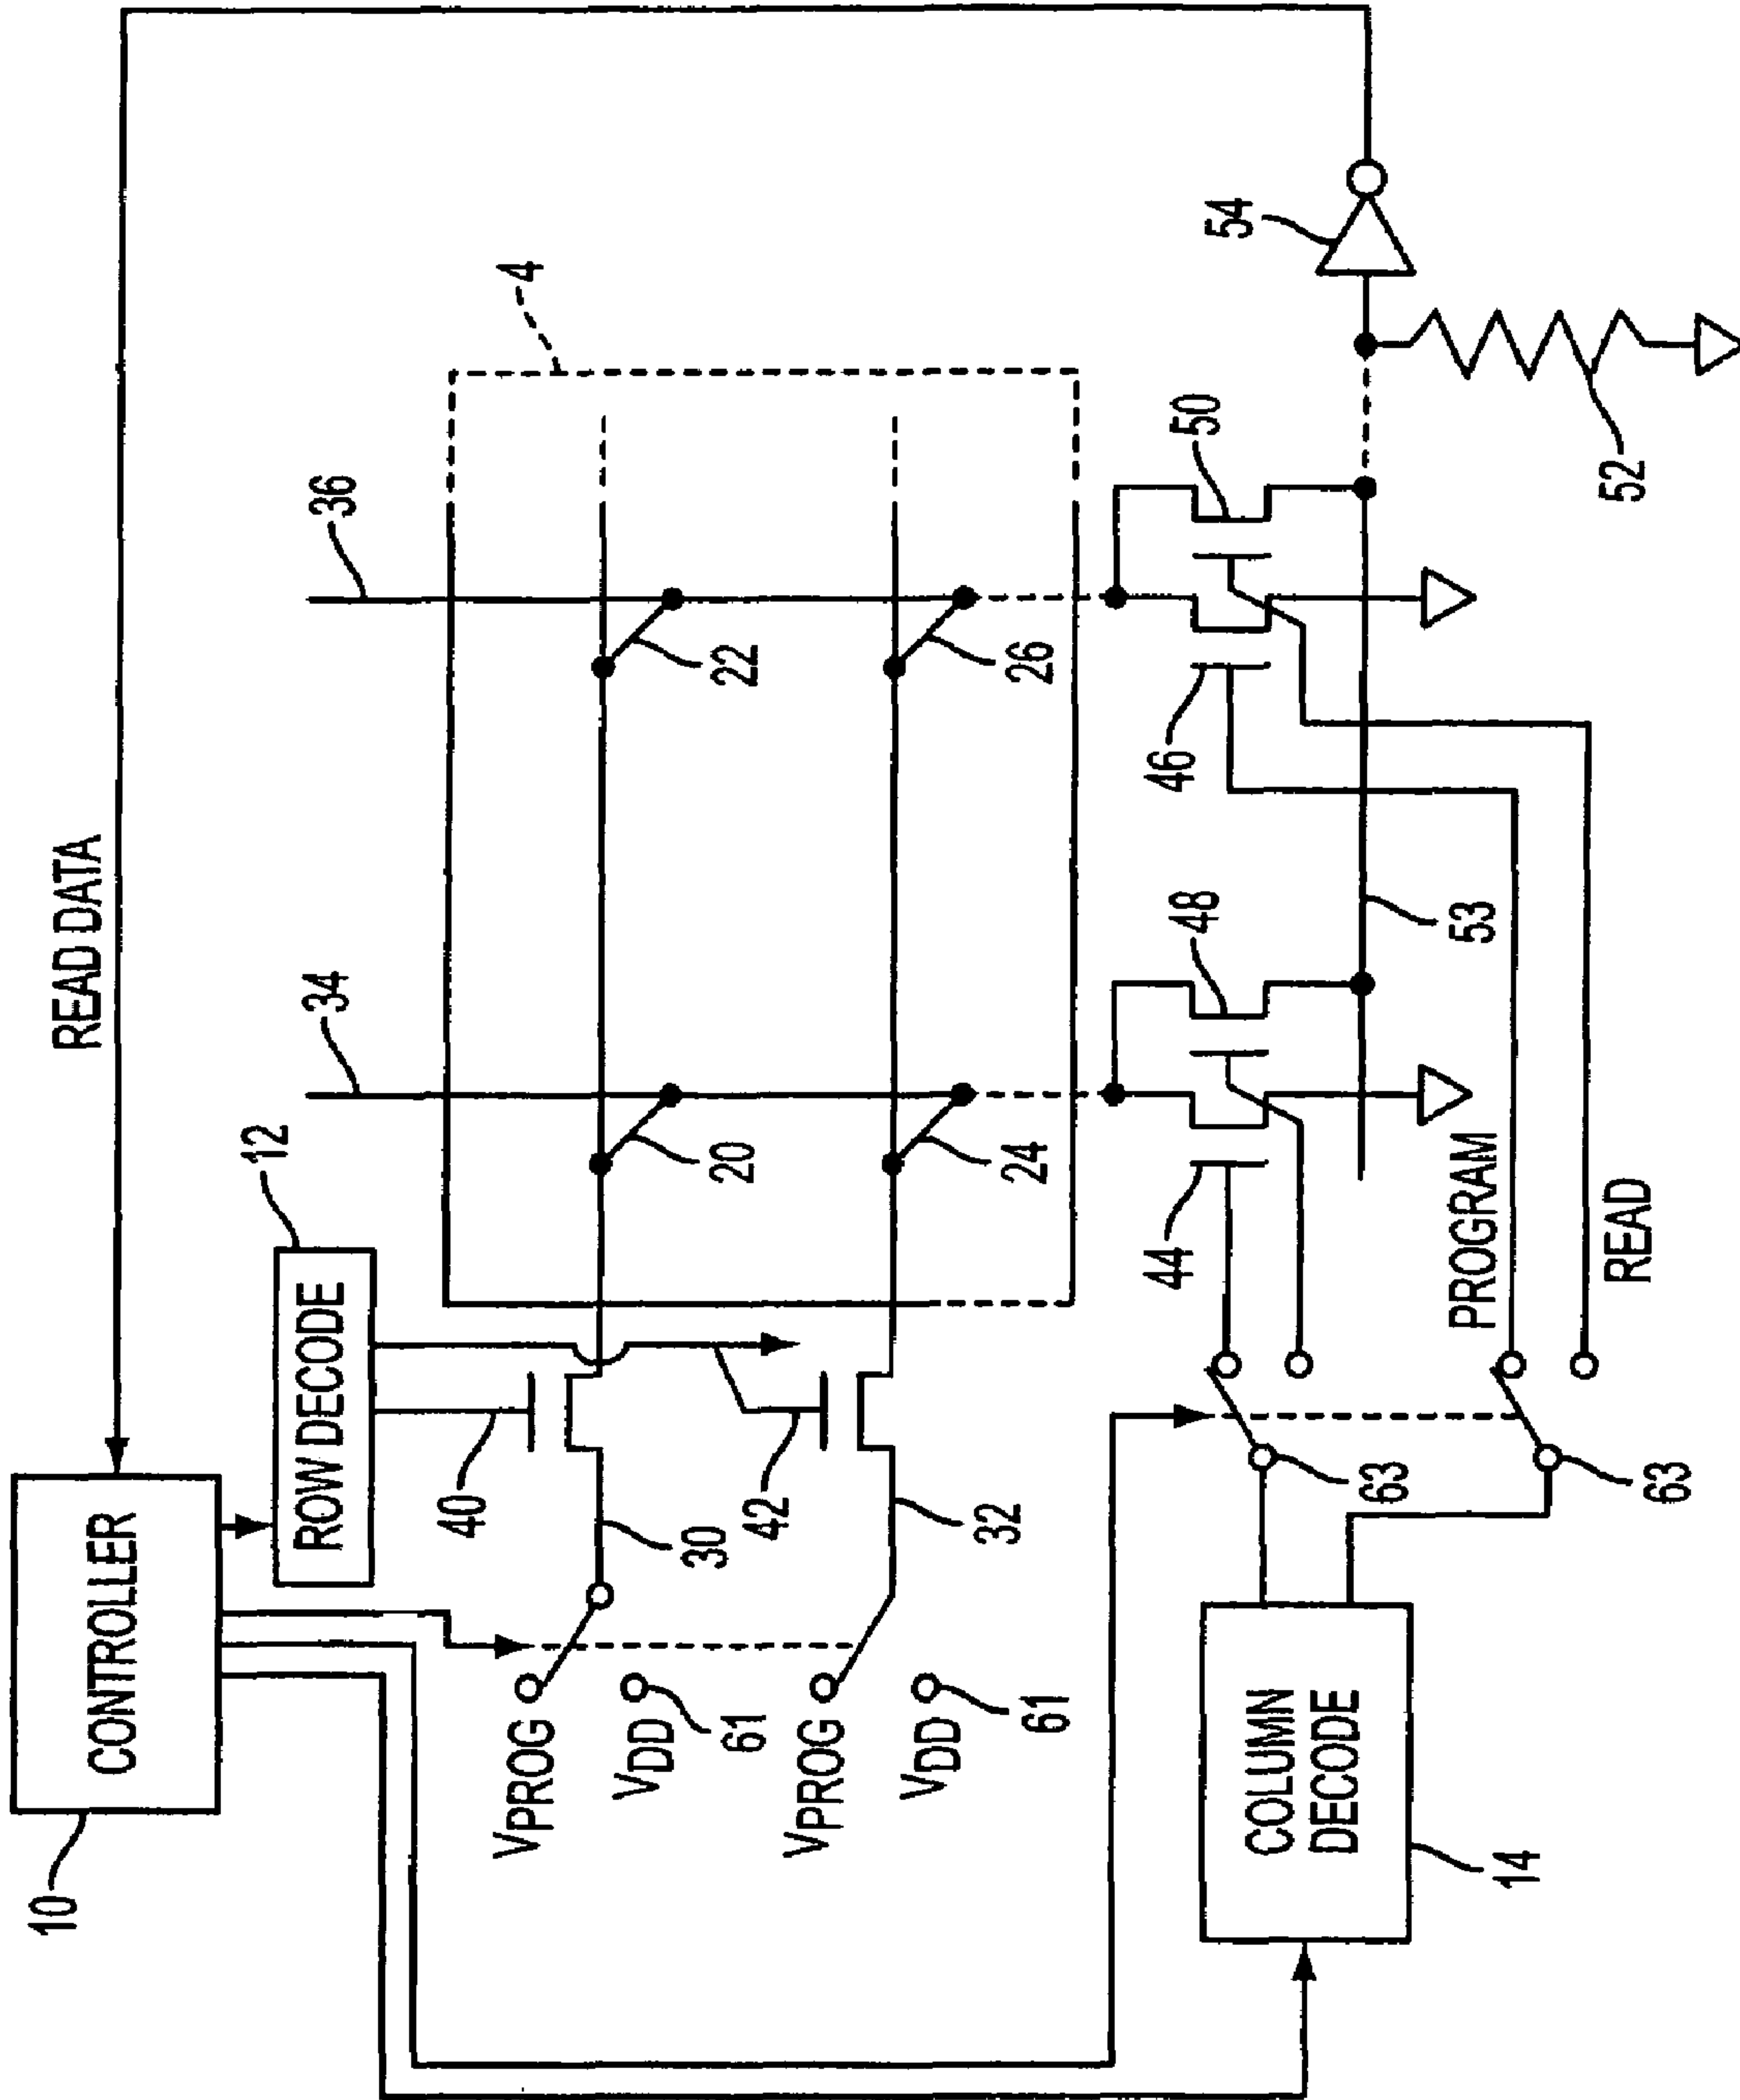 READ DATA
CONTROLLER
10
ROW DECODE
12
34
36
4
40
42
30
32
VPROG
VDD
61
VPROG
VDD
61
20
22
24
26
44
48
46
50
54
52
53
PROGRAM
READ
63
63
COLUMN
DECODE
14